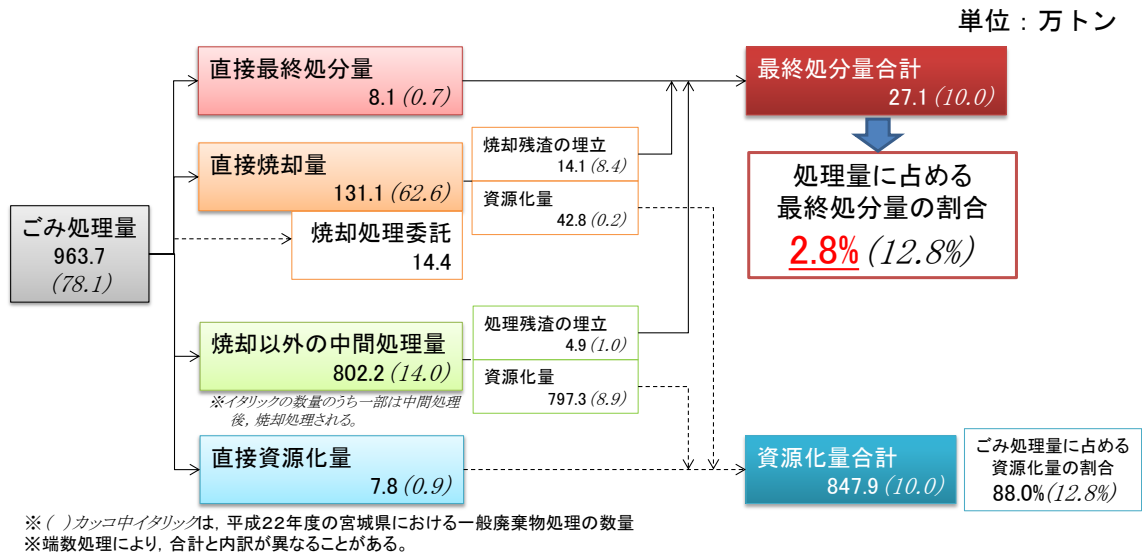 単位：万トン
直接最終処分量
8.1 (0.7)
最終処分量合計
27.1 (10.0)
直接焼却量
131.1 (62.6)
焼却残渣の埋立
14.1 (8.4)
資源化量
42.8 (0.2)
処理量に占める
最終処分量の割合
2.8% (12.8%)
ごみ処理量
963.7
(78.1)
焼却処理委託
14.4
焼却以外の中間処理量
802.2 (14.0)
処理残渣の埋立
4.9 (1.0)
資源化量
797.3 (8.9)
※イタリックの数量のうち一部は中間処理
後，焼却処理される。
直接資源化量
7.8 (0.9)
資源化量合計
847.9 (10.0)
ごみ処理量に占める
資源化量の割合
88.0%(12.8%)
※( )カッコ中イタリックは，平成２２年度の宮城県における一般廃棄物処理の数量
※端数処理により，合計と内訳が異なることがある。